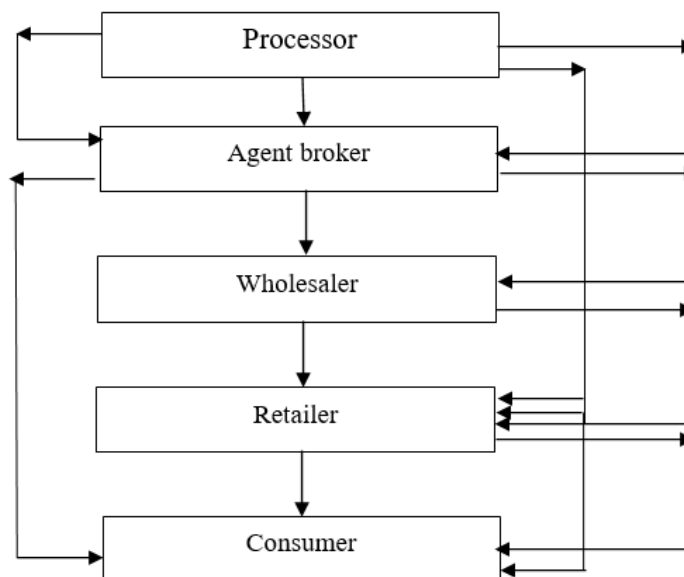 Processor
Agent broker
Wholesaler
Retailer
Consumer